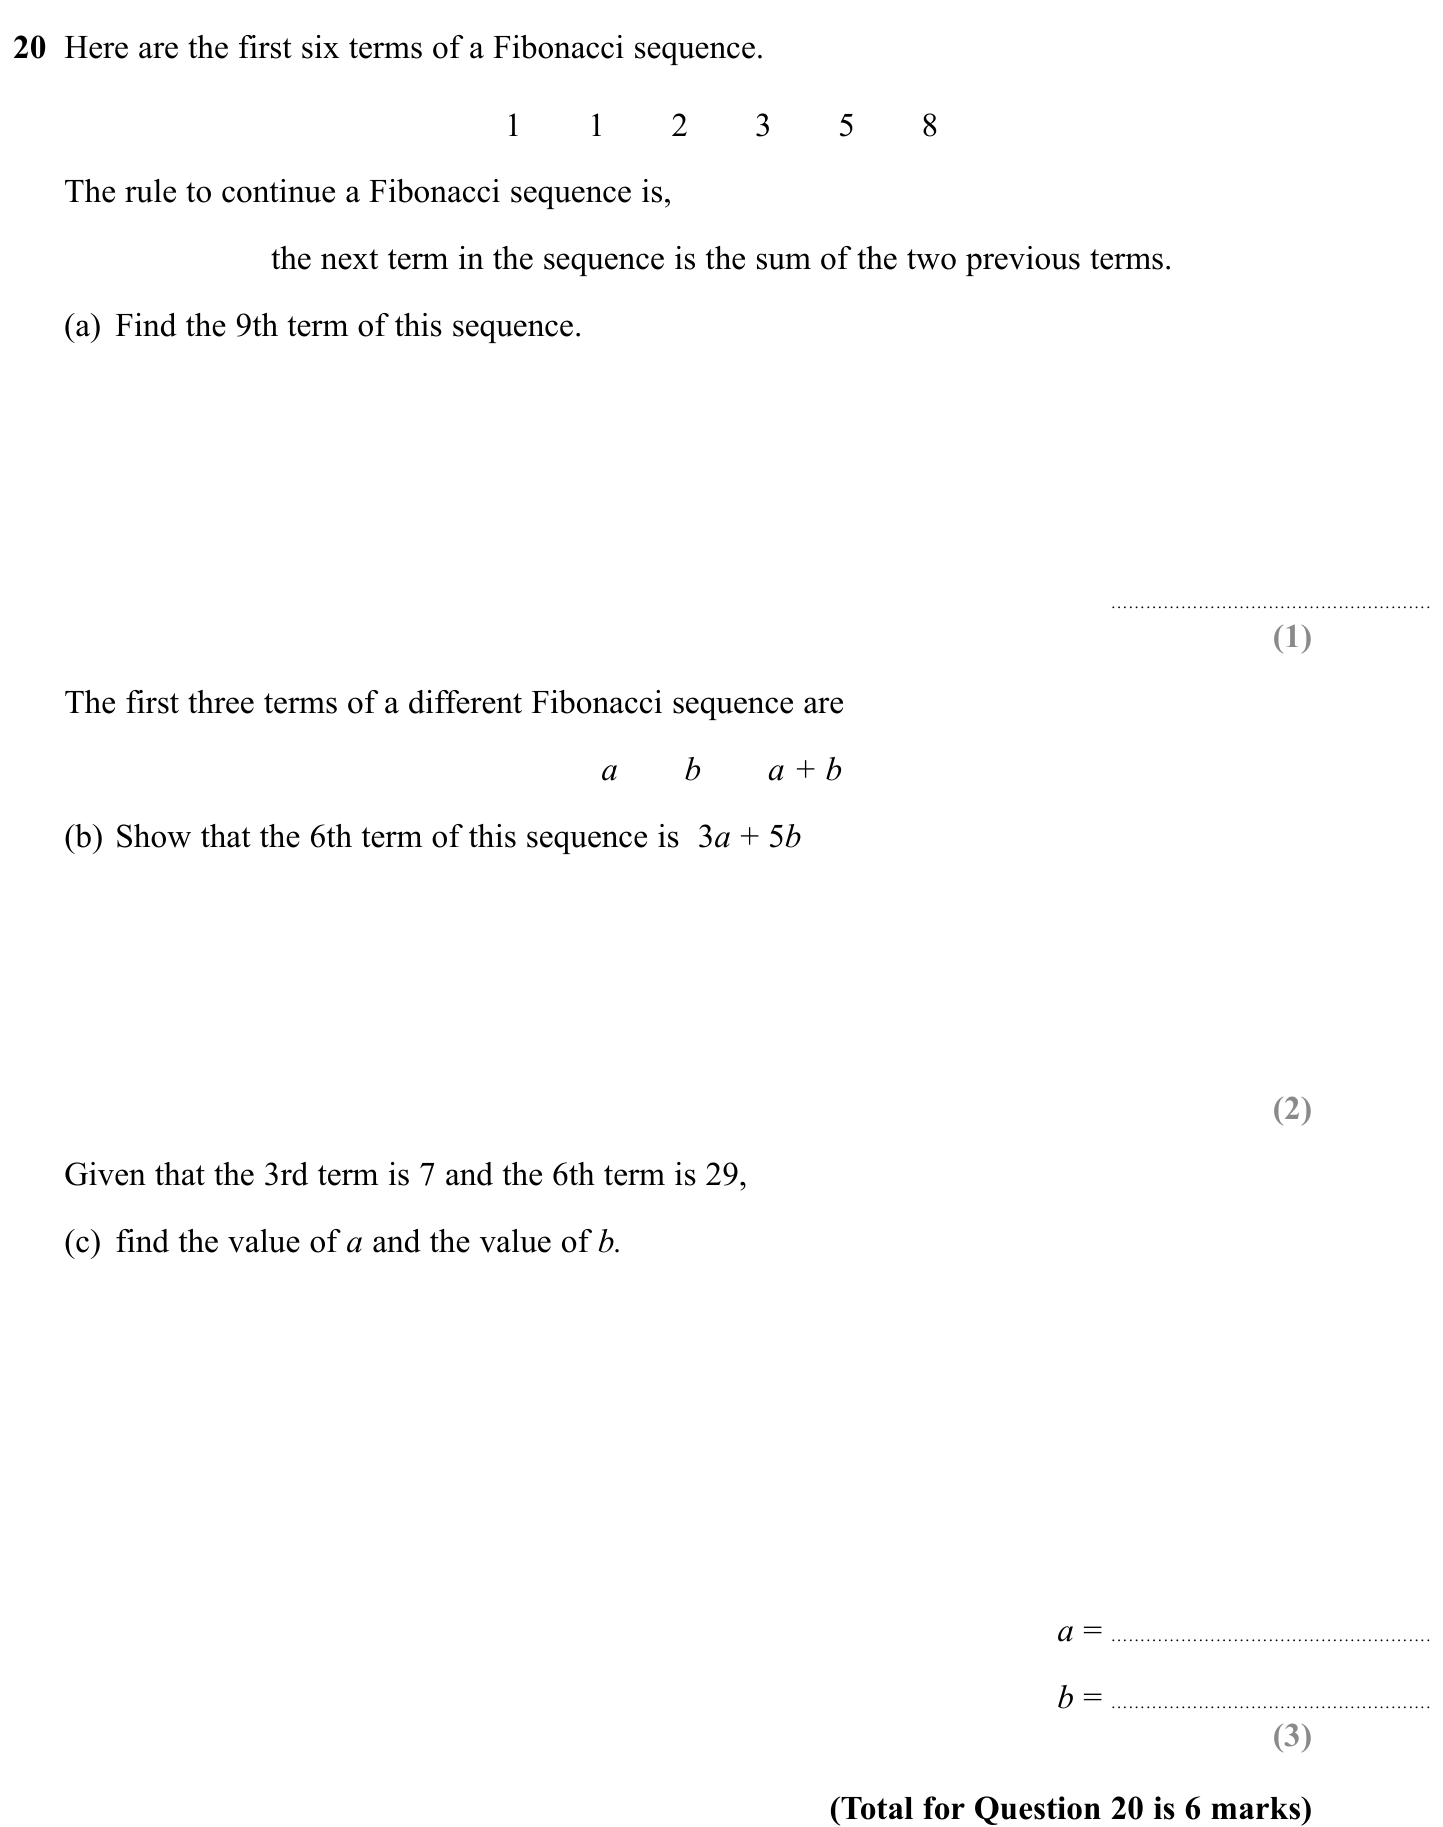 20 Here are the first six terms of a Fibonacci sequence.
1 1 2 3 5 8
The rule to continue a Fibonacci sequence is,
the next term in the sequence is the sum of the two previous terms.
(a) Find the 9th term of this sequence.
......................................................
(1)
The first three terms of a different Fibonacci sequence are
a b a + b
(b) Show that the 6th term of this sequence is 3a + 5b
(2)
Given that the 3rd term is 7 and the 6th term is 29,
(c) find the value of a and the value of b.
a = ......................................................
b = ......................................................
(3)
(Total for Question 20 is 6 marks)